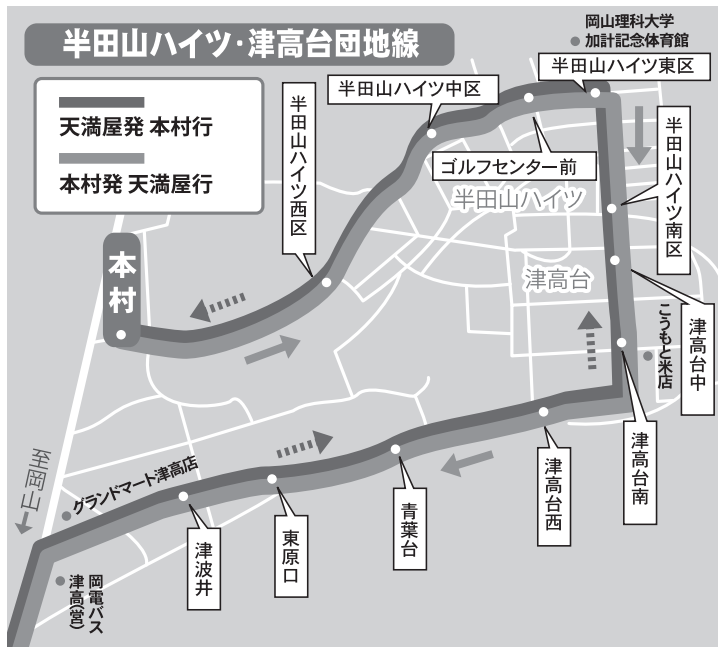 半田山ハイツ・津高台団地線
岡山理科大学
加計記念体育館
天満屋発 本村行
本村発 天満屋行
半田山ハイツ東区
半田山ハイツ中区
ゴルフセンター前
半田山ハイツ西区
半田山ハイツ南区
半田山ハイツ
津高台
本村
津高台中
こうもと米店
津高台南
津高台西
青葉台
東原口
津波井
グランドマート津高店
至岡山
岡電バス
津高(営)